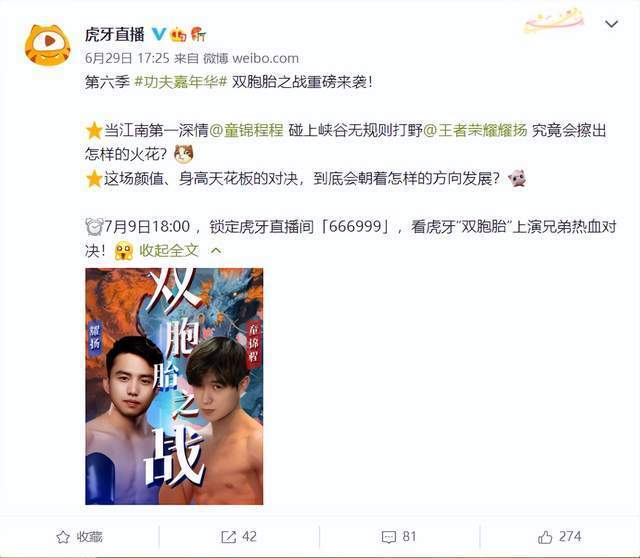 虎牙直播
6月29日 17:25 来自 微博 weibo.com
第六季 #功夫嘉年华# 双胞胎之战重磅来袭！
当江南第一深情@童锦程程 碰上峡谷无规则打野@王者荣耀耀扬 究竟会擦出
怎样的火花？
这场颜值、身高天花板的对决，到底会朝着怎样的方向发展？
7月9日18:00 ，锁定虎牙直播间「666999」，看虎牙“双胞胎”上演兄弟热血对
决！ 收起全文
双胞胎之战
耀扬
童锦程
收藏
42
81
274